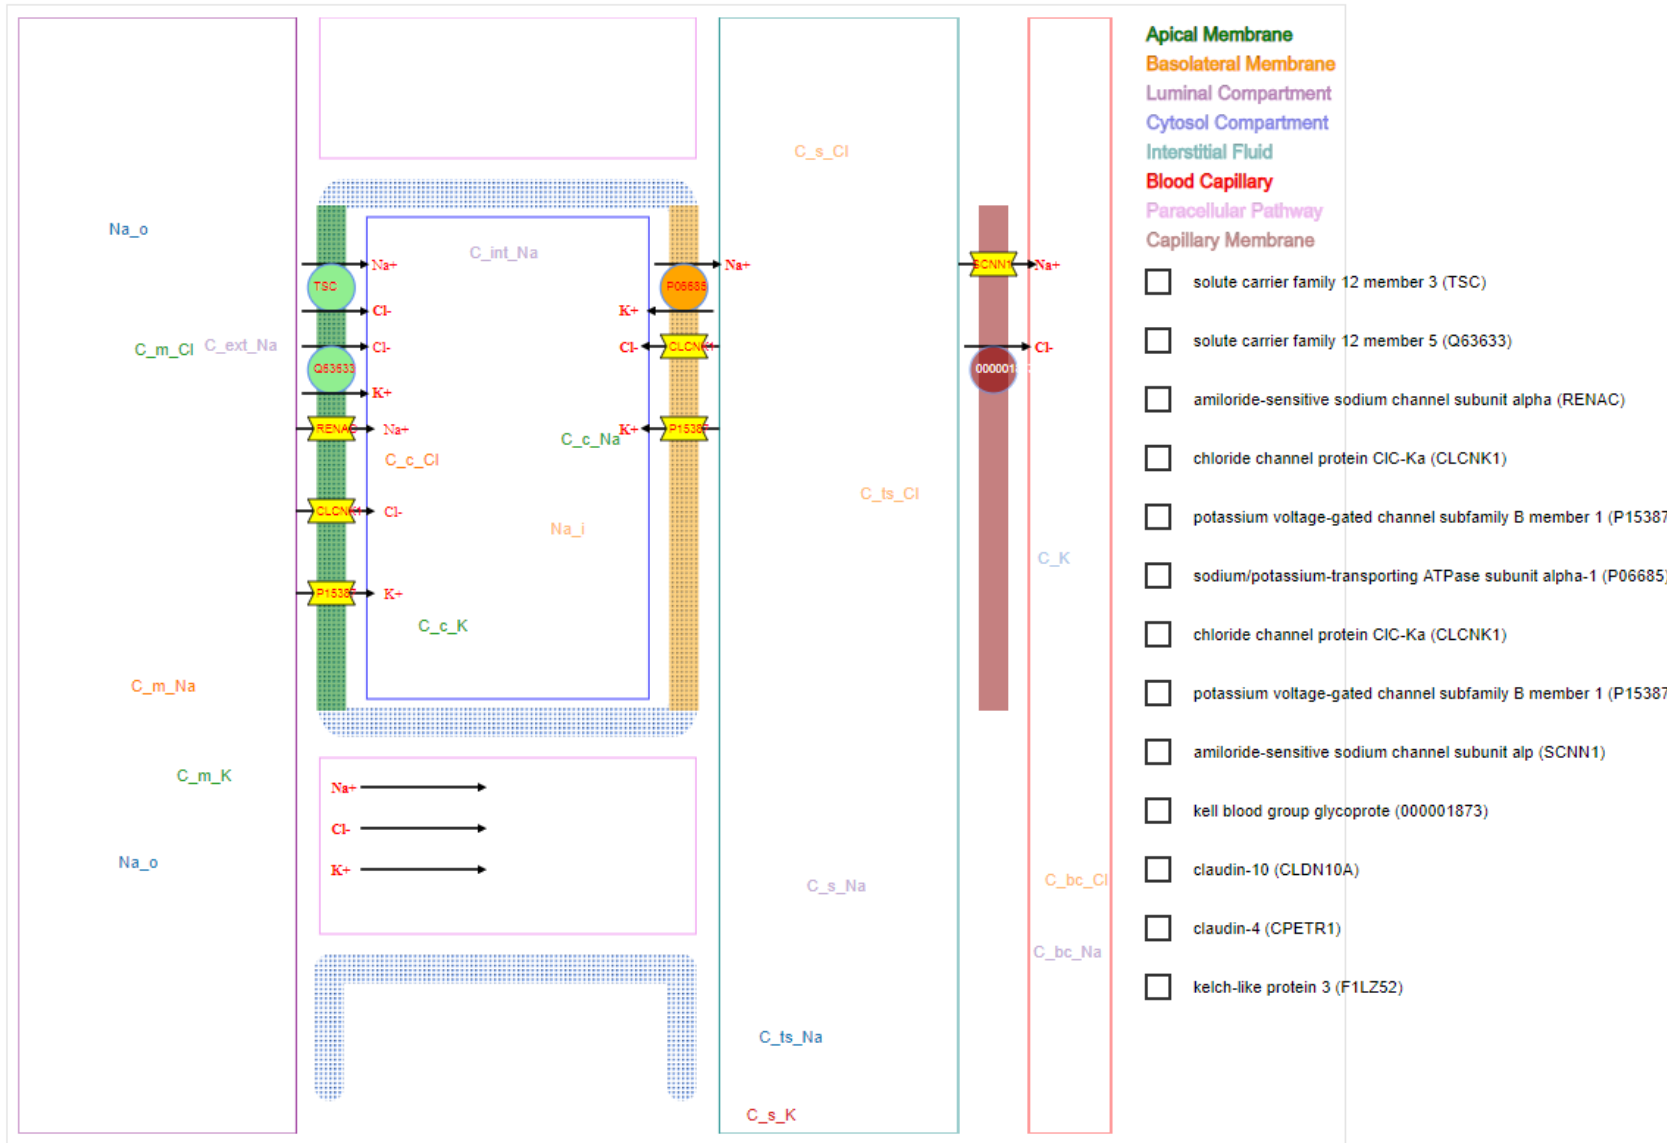 Apical Membrane
Basolateral Membrane
Luminal Compartment
Cytosol Compartment
Interstitial Fluid
Blood Capillary
Paracellular Pathway
Capillary Membrane
solute carrier family 12 member 3 (TSC)
solute carrier family 12 member 5 (Q63633)
amiloride-sensitive sodium channel subunit alpha (RENAC)
chloride channel protein ClC-Ka (CLCNK1)
potassium voltage-gated channel subfamily B member 1 (P15387
sodium/potassium-transporting ATPase subunit alpha-1 (P06685)
chloride channel protein ClC-Ka (CLCNK1)
potassium voltage-gated channel subfamily B member 1 (P15387
amiloride-sensitive sodium channel subunit alp (SCNN1)
kell blood group glycoprote (000001873)
claudin-10 (CLDN10A)
claudin-4 (CPETR1)
kelch-like protein 3 (F1LZ52)
Na_o
C_m_Cl
C_ext_Na
C_m_Na
C_m_K
Na_o
TSC
Na+
Cl-
Q63633
Cl-
K+
RENAC
Na+
CLCNK1
Cl-
P15387
K+
C_int_Na
C_c_Na
C_c_Cl
Na_i
C_c_K
P06685
Na+
K+
CLCNK1
Cl-
P15387
K+
Na+
Cl-
K+
C_s_Cl
C_ts_Cl
C_s_Na
C_ts_Na
C_s_K
SCNN1
Na+
Cl-
C_K
C_bc_Cl
C_bc_Na